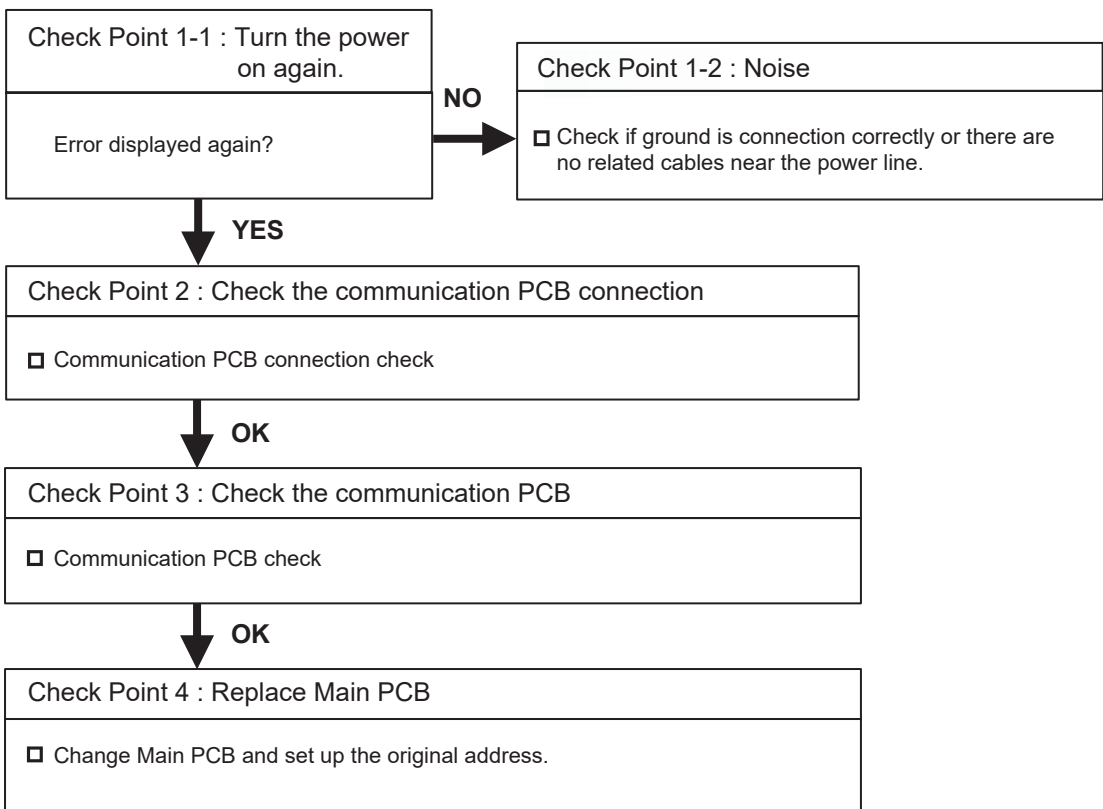 Check Point 1-1 : Turn the power
on again.
Error displayed again?
NO
Check Point 1-2 : Noise
Check if ground is connection correctly or there are
no related cables near the power line.
YES
Check Point 2 : Check the communication PCB connection
Communication PCB connection check
OK
Check Point 3 : Check the communication PCB
Communication PCB check
OK
Check Point 4 : Replace Main PCB
Change Main PCB and set up the original address.